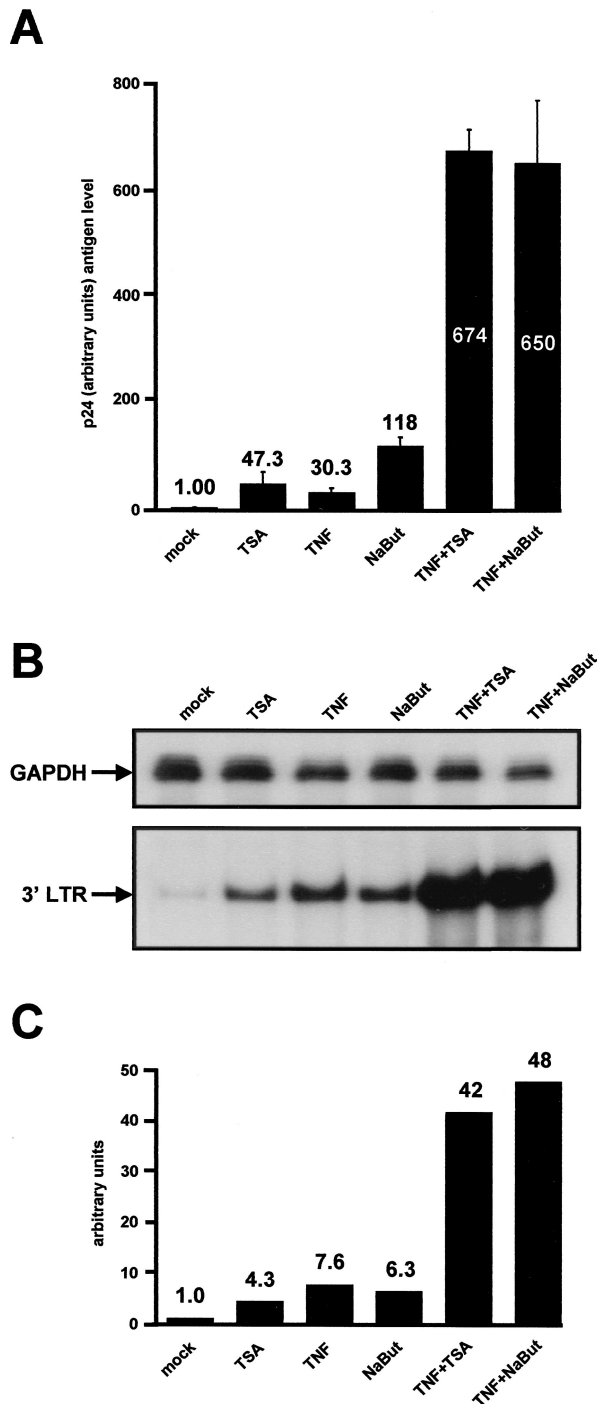 A
p24 (arbitrary units) antigen level
800
600
400
200
0
1.00
47.3
30.3
118
674
650
mock
TSA
TNF
NaBut
TNF+TSA
TNF+NaBut
B
mock
TSA
TNF
NaBut
TNF+TSA
TNF+NaBut
GAPDH
3' LTR
C
arbitrary units
50
40
30
20
10
0
1.0
4.3
7.6
6.3
42
48
mock
TSA
TNF
NaBut
TNF+TSA
TNF+NaBut